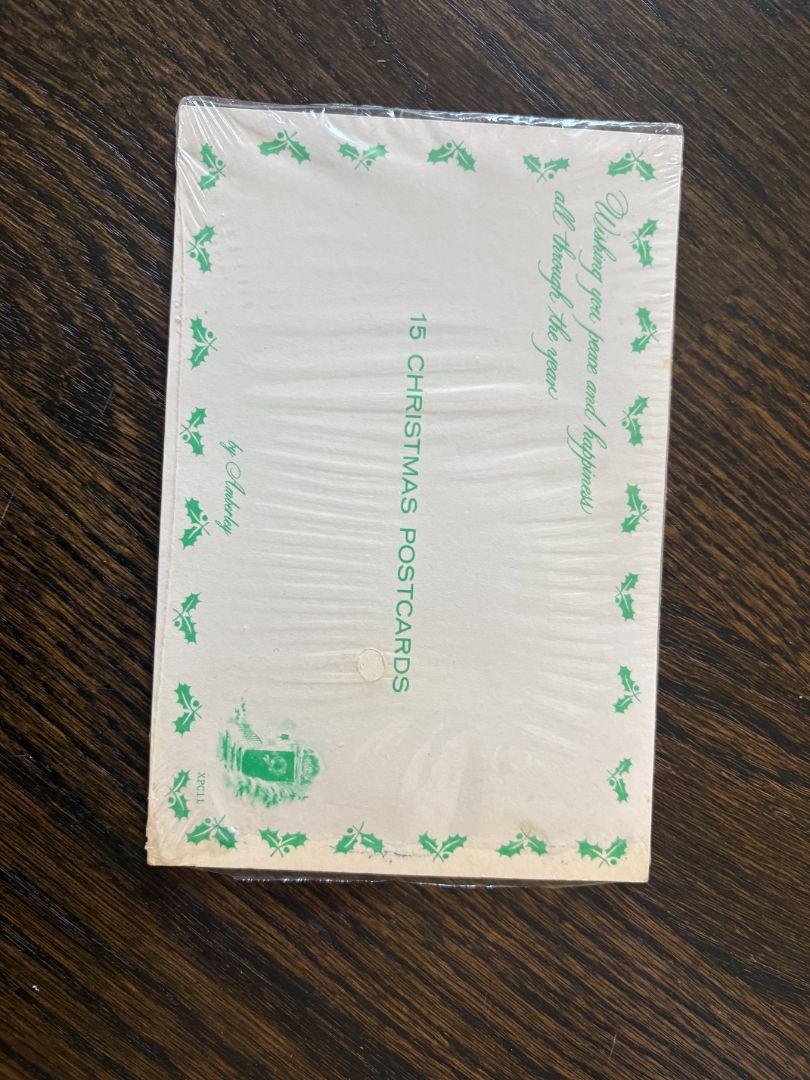 Wishing you peace and happiness
all through the year
15 CHRISTMAS POSTCARDS
by Amberley
XPC11